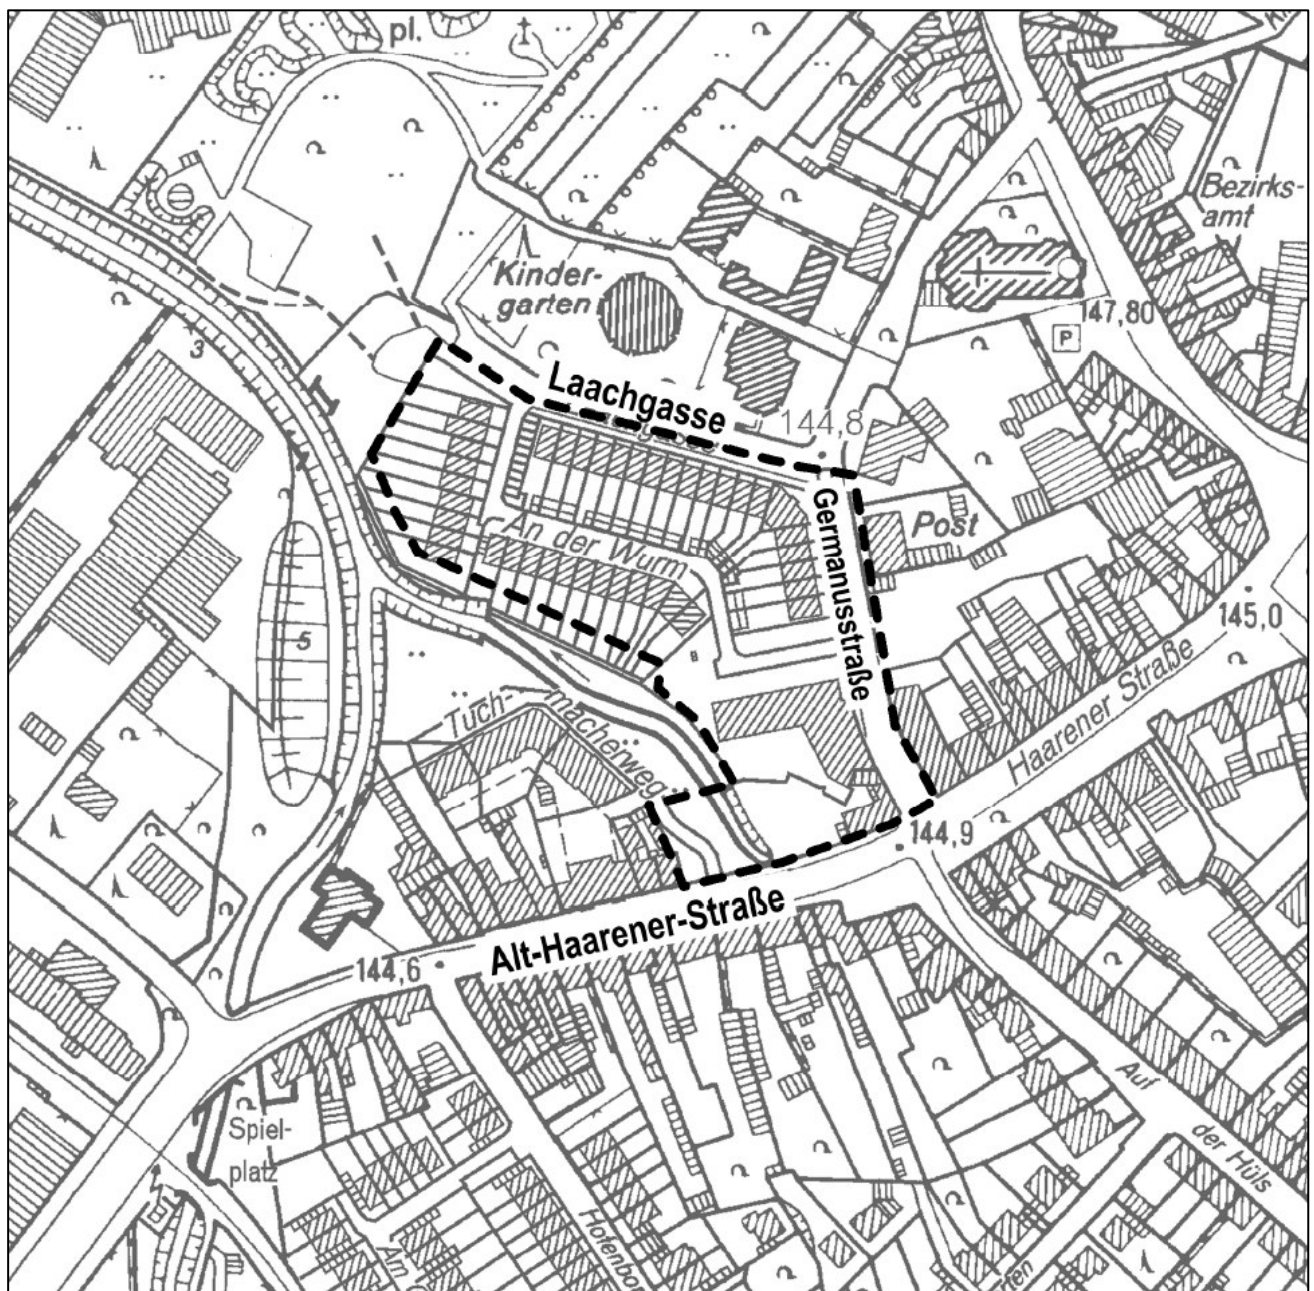 pl.
Bezirks-
amt
Kinder-
garten
147,80
P
3
Laachgasse
144,8
Germanusstraße
Post
An der Wurm
145,0
5
Haarener Straße
Tuch-
macherweg
144,9
Alt-Haarener-Straße
144,6
Auf
der Hüls
Spiel-
platz
Am